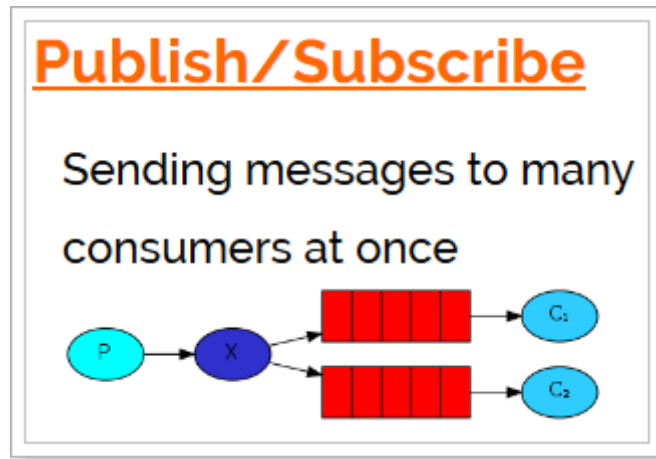 Publish/Subscribe
Sending messages to many
consumers at once
P
X
C₁
C₂